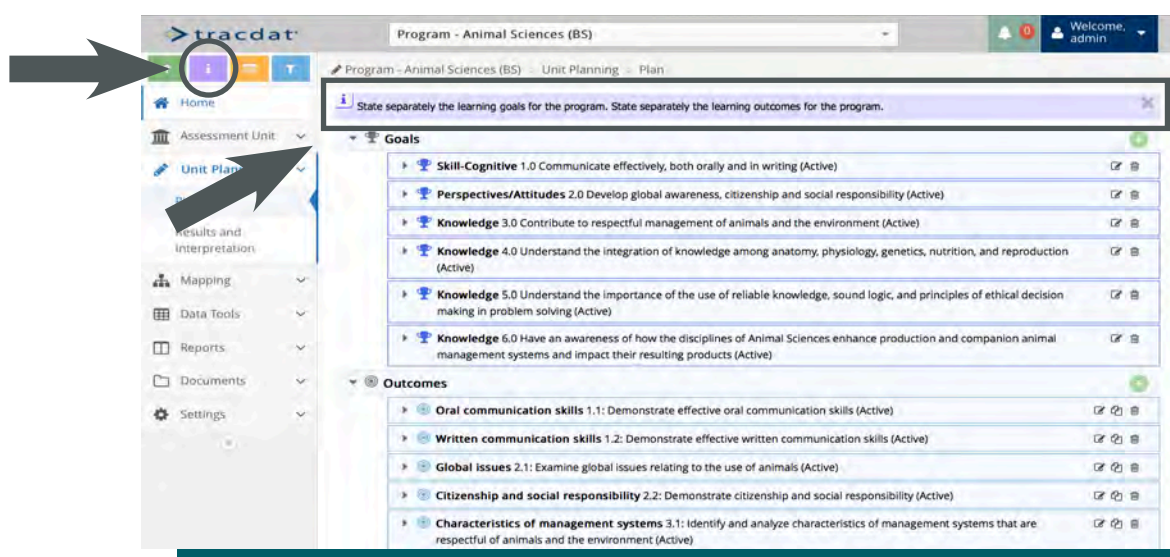 tracdat
Program - Animal Sciences (BS)
0
Welcome,
admin
i
Program - Animal Sciences (BS)
Unit Planning
Plan
i
State separately the learning goals for the program. State separately the learning outcomes for the program.
Home
Assessment Unit
Unit Plan
Results and
Interpretation
Mapping
Data Tools
Reports
Documents
Settings
Goals
Skill-Cognitive 1.0 Communicate effectively, both orally and in writing (Active)
Perspectives/Attitudes 2.0 Develop global awareness, citizenship and social responsibility (Active)
Knowledge 3.0 Contribute to respectful management of animals and the environment (Active)
Knowledge 4.0 Understand the integration of knowledge among anatomy, physiology, genetics, nutrition, and reproduction
(Active)
Knowledge 5.0 Understand the importance of the use of reliable knowledge, sound logic, and principles of ethical decision
making in problem solving (Active)
Knowledge 6.0 Have an awareness of how the disciplines of Animal Sciences enhance production and companion animal
management systems and impact their resulting products (Active)
Outcomes
Oral communication skills 1.1: Demonstrate effective oral communication skills (Active)
Written communication skills 1.2: Demonstrate effective written communication skills (Active)
Global issues 2.1: Examine global issues relating to the use of animals (Active)
Citizenship and social responsibility 2.2: Demonstrate citizenship and social responsibility (Active)
Characteristics of management systems 3.1: Identify and analyze characteristics of management systems that are
respectful of animals and the environment (Active)